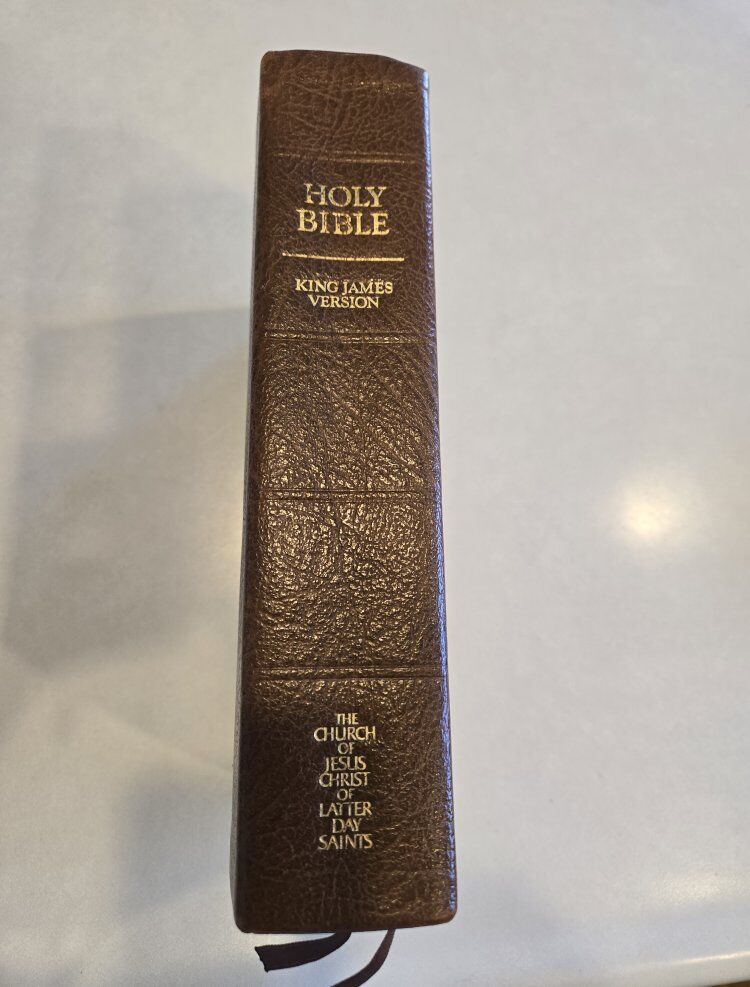 HOLY
BIBLE
KING JAMES
VERSION
THE
CHURCH
OF
JESUS
CHRIST
OF
LATTER
DAY
SAINTS